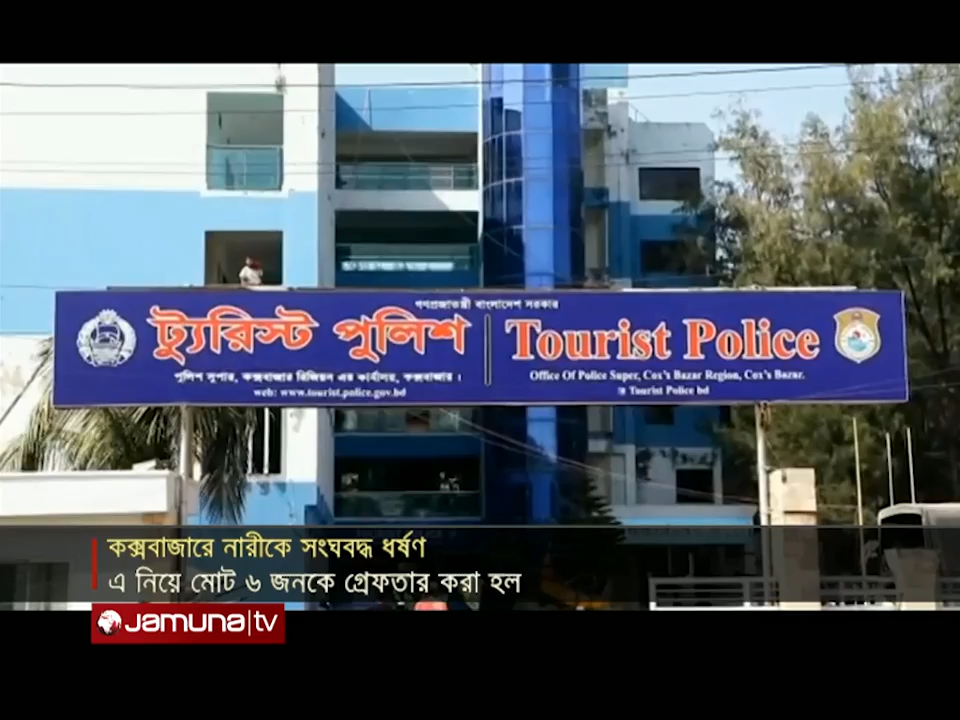 গণপ্রজাতন্ত্রী বাংলাদেশ সরকার
ট্যুরিস্ট পুলিশ
Tourist Police
পুলিশ সুপার, কক্সবাজার রিজিয়ন এর কার্যালয়, কক্সবাজার ।
Office Of Police Super, Cox's Bazar Region, Cox's Bazar.
web: www.tourist.police.gov.bd
Tourist Police bd
কক্সবাজারে নারীকে সংঘবদ্ধ ধর্ষণ
এ নিয়ে মোট ৬ জনকে গ্রেফতার করা হল
Jamuna|tv